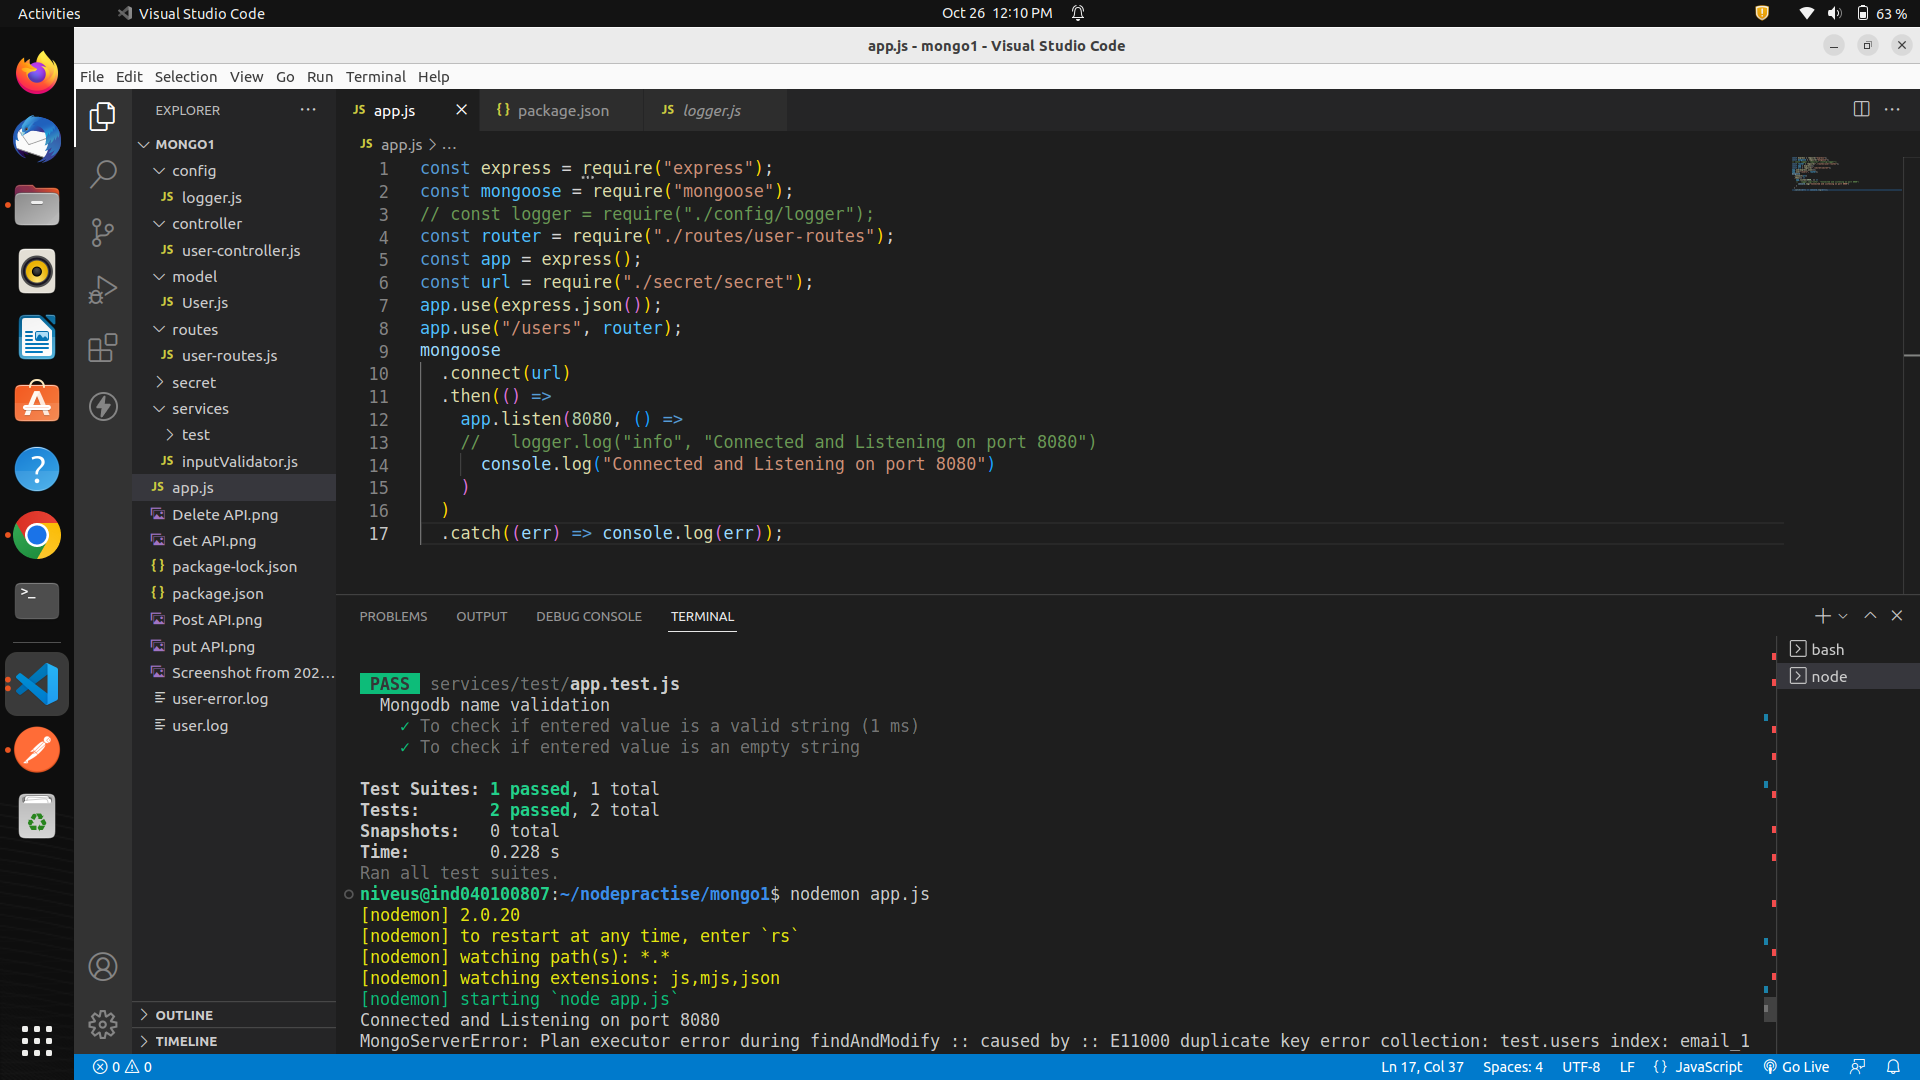 Activities
Visual Studio Code
Oct 26 12:10 PM
63 %
app.js - mongo1 - Visual Studio Code
File Edit Selection View Go Run Terminal Help
EXPLORER
MONGO1
config
JS logger.js
controller
JS user-controller.js
model
JS User.js
routes
JS user-routes.js
secret
services
test
JS inputValidator.js
JS app.js
Delete API.png
Get API.png
{} package-lock.json
{} package.json
Post API.png
put API.png
Screenshot from 202...
user-error.log
user.log
OUTLINE
TIMELINE
JS app.js
{} package.json
JS logger.js
JS app.js > ...
1 const express = require("express");
2 const mongoose = require("mongoose");
3 // const logger = require("./config/logger");
4 const router = require("./routes/user-routes");
5 const app = express();
6 const url = require("./secret/secret");
7 app.use(express.json());
8 app.use("/users", router);
9 mongoose
10 .connect(url)
11 .then(() =>
12 app.listen(8080, () =>
13 // logger.log("info", "Connected and Listening on port 8080")
14 console.log("Connected and Listening on port 8080")
15 )
16 )
17 .catch((err) => console.log(err));
PROBLEMS OUTPUT DEBUG CONSOLE TERMINAL
bash
node
PASS services/test/app.test.js
Mongodb name validation
✓ To check if entered value is a valid string (1 ms)
✓ To check if entered value is an empty string
Test Suites: 1 passed, 1 total
Tests: 2 passed, 2 total
Snapshots: 0 total
Time: 0.228 s
Ran all test suites.
niveus@ind040100807:~/nodepractise/mongo1$ nodemon app.js
[nodemon] 2.0.20
[nodemon] to restart at any time, enter `rs`
[nodemon] watching path(s): *.*
[nodemon] watching extensions: js,mjs,json
[nodemon] starting `node app.js`
Connected and Listening on port 8080
MongoServerError: Plan executor error during findAndModify :: caused by :: E11000 duplicate key error collection: test.users index: email_1
0 0
Ln 17, Col 37 Spaces: 4 UTF-8 LF {} JavaScript Go Live